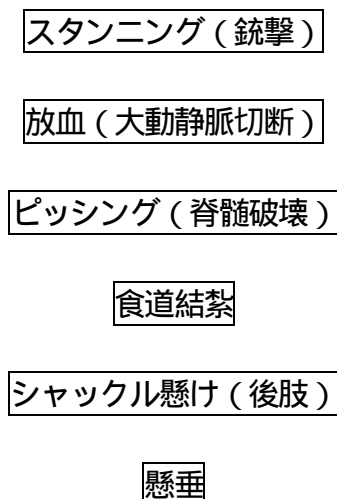 スタンニング（銃撃）
放血（大動静脈切断）
ピッシング（脊髄破壊）
食道結紮
シャックル懸け（後肢）
懸垂